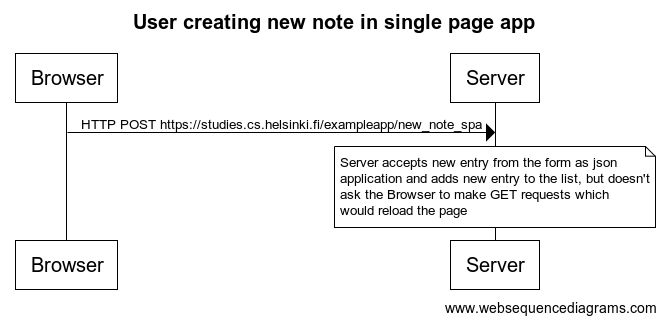 User creating new note in single page app
Browser
Server
HTTP POST https://studies.cs.helsinki.fi/exampleapp/new_note_spa
Server accepts new entry from the form as json
application and adds new entry to the list, but doesn't
ask the Browser to make GET requests which
would reload the page
Browser
Server
www.websequencediagrams.com